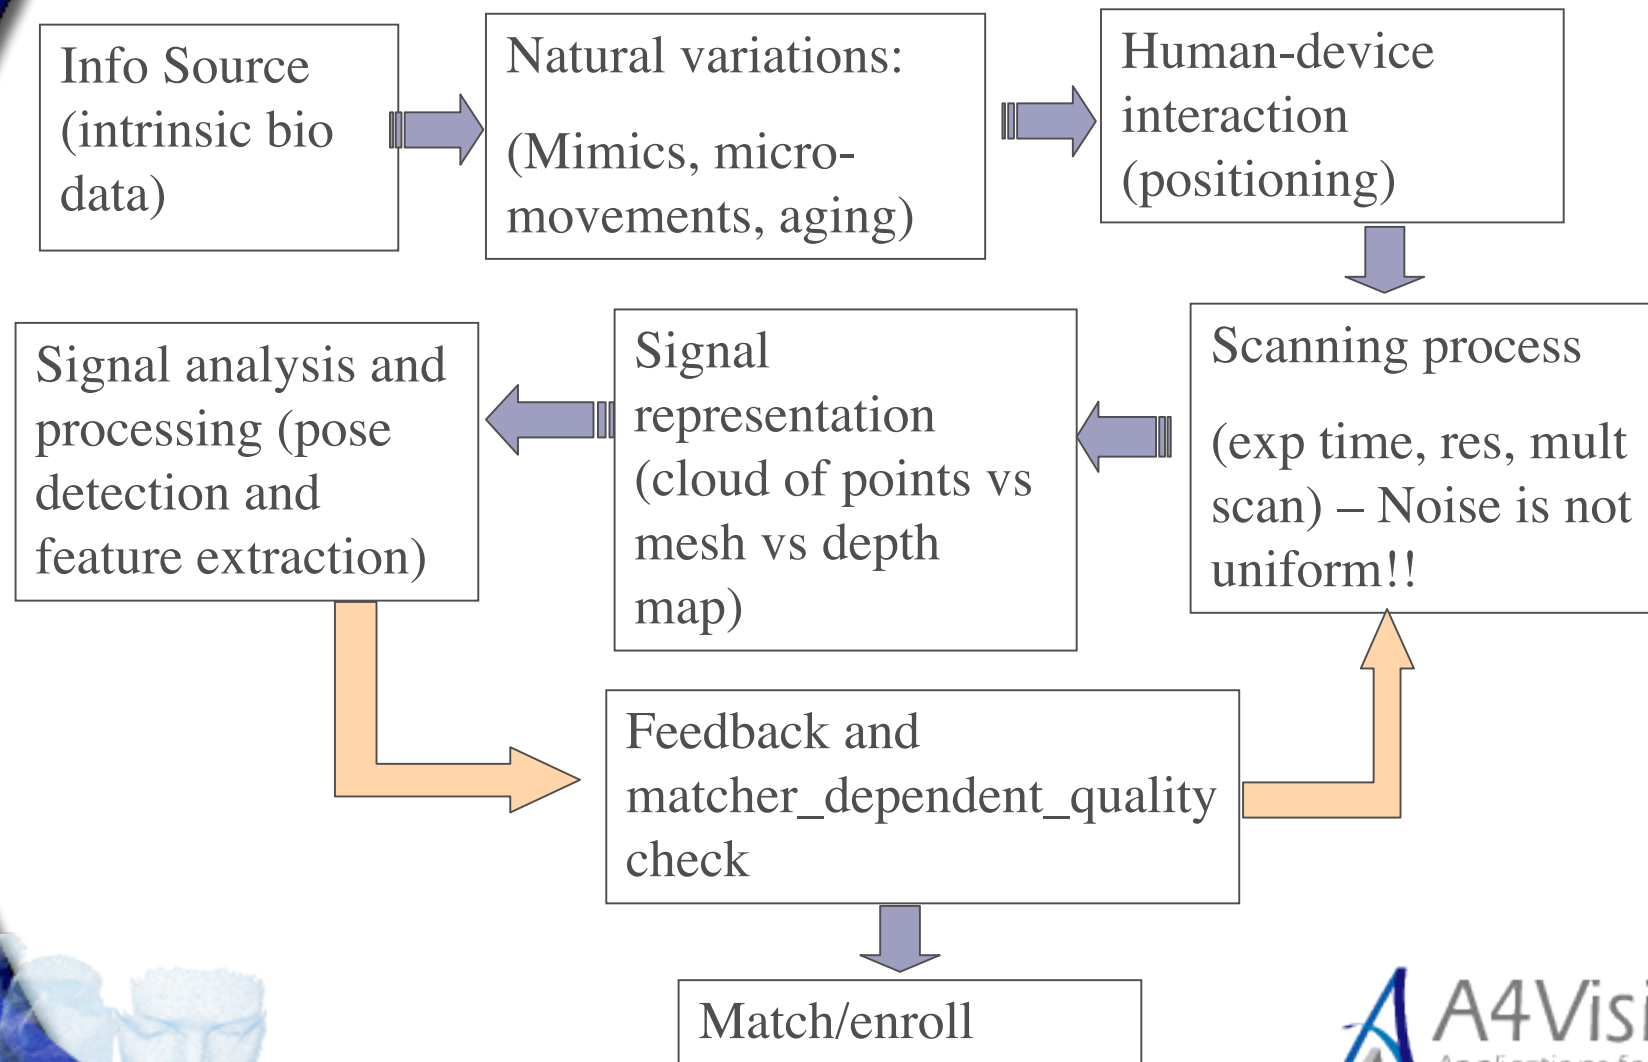 Info Source
(intrinsic bio
data)
Natural variations:
(Mimics, micro-
movements, aging)
Human-device
interaction
(positioning)
Signal analysis and
processing (pose
detection and
feature extraction)
Signal
representation
(cloud of points vs
mesh vs depth
map)
Scanning process
(exp time, res, mult
scan) – Noise is not
uniform!!
Feedback and
matcher_dependent_quality
check
Match/enroll
A4Visi